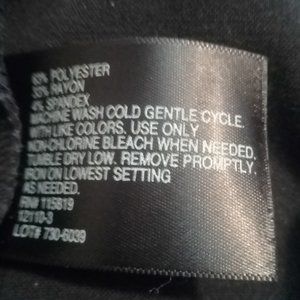 POLYESTER
RAYON
4% SPANDEX
MACHINE WASH COLD GENTLE CYCLE.
WITH LIKE COLORS. USE ONLY
NON-CHLORINE BLEACH WHEN NEEDED.
TUMBLE DRY LOW. REMOVE PROMPTLY.
IRON ON LOWEST SETTING
AS NEEDED.
RN# 115819
12110-3
LOT# 730-6039